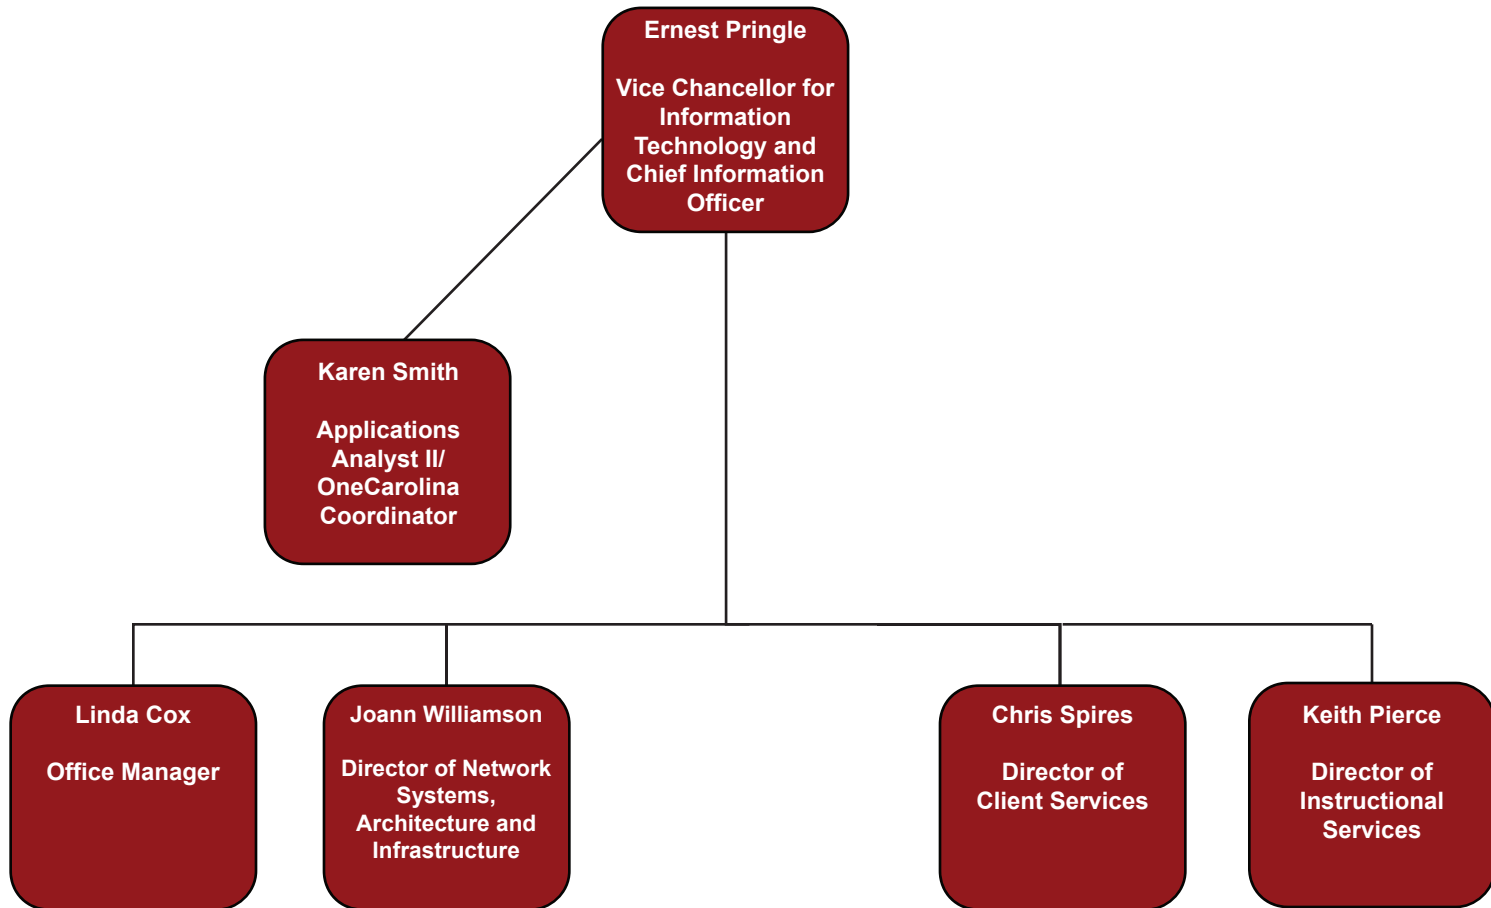 Ernest Pringle
Vice Chancellor for
Information
Technology and
Chief Information
Officer
Karen Smith
Applications
Analyst II/
OneCarolina
Coordinator
Linda Cox
Office Manager
Joann Williamson
Director of Network
Systems,
Architecture and
Infrastructure
Chris Spires
Director of
Client Services
Keith Pierce
Director of
Instructional
Services